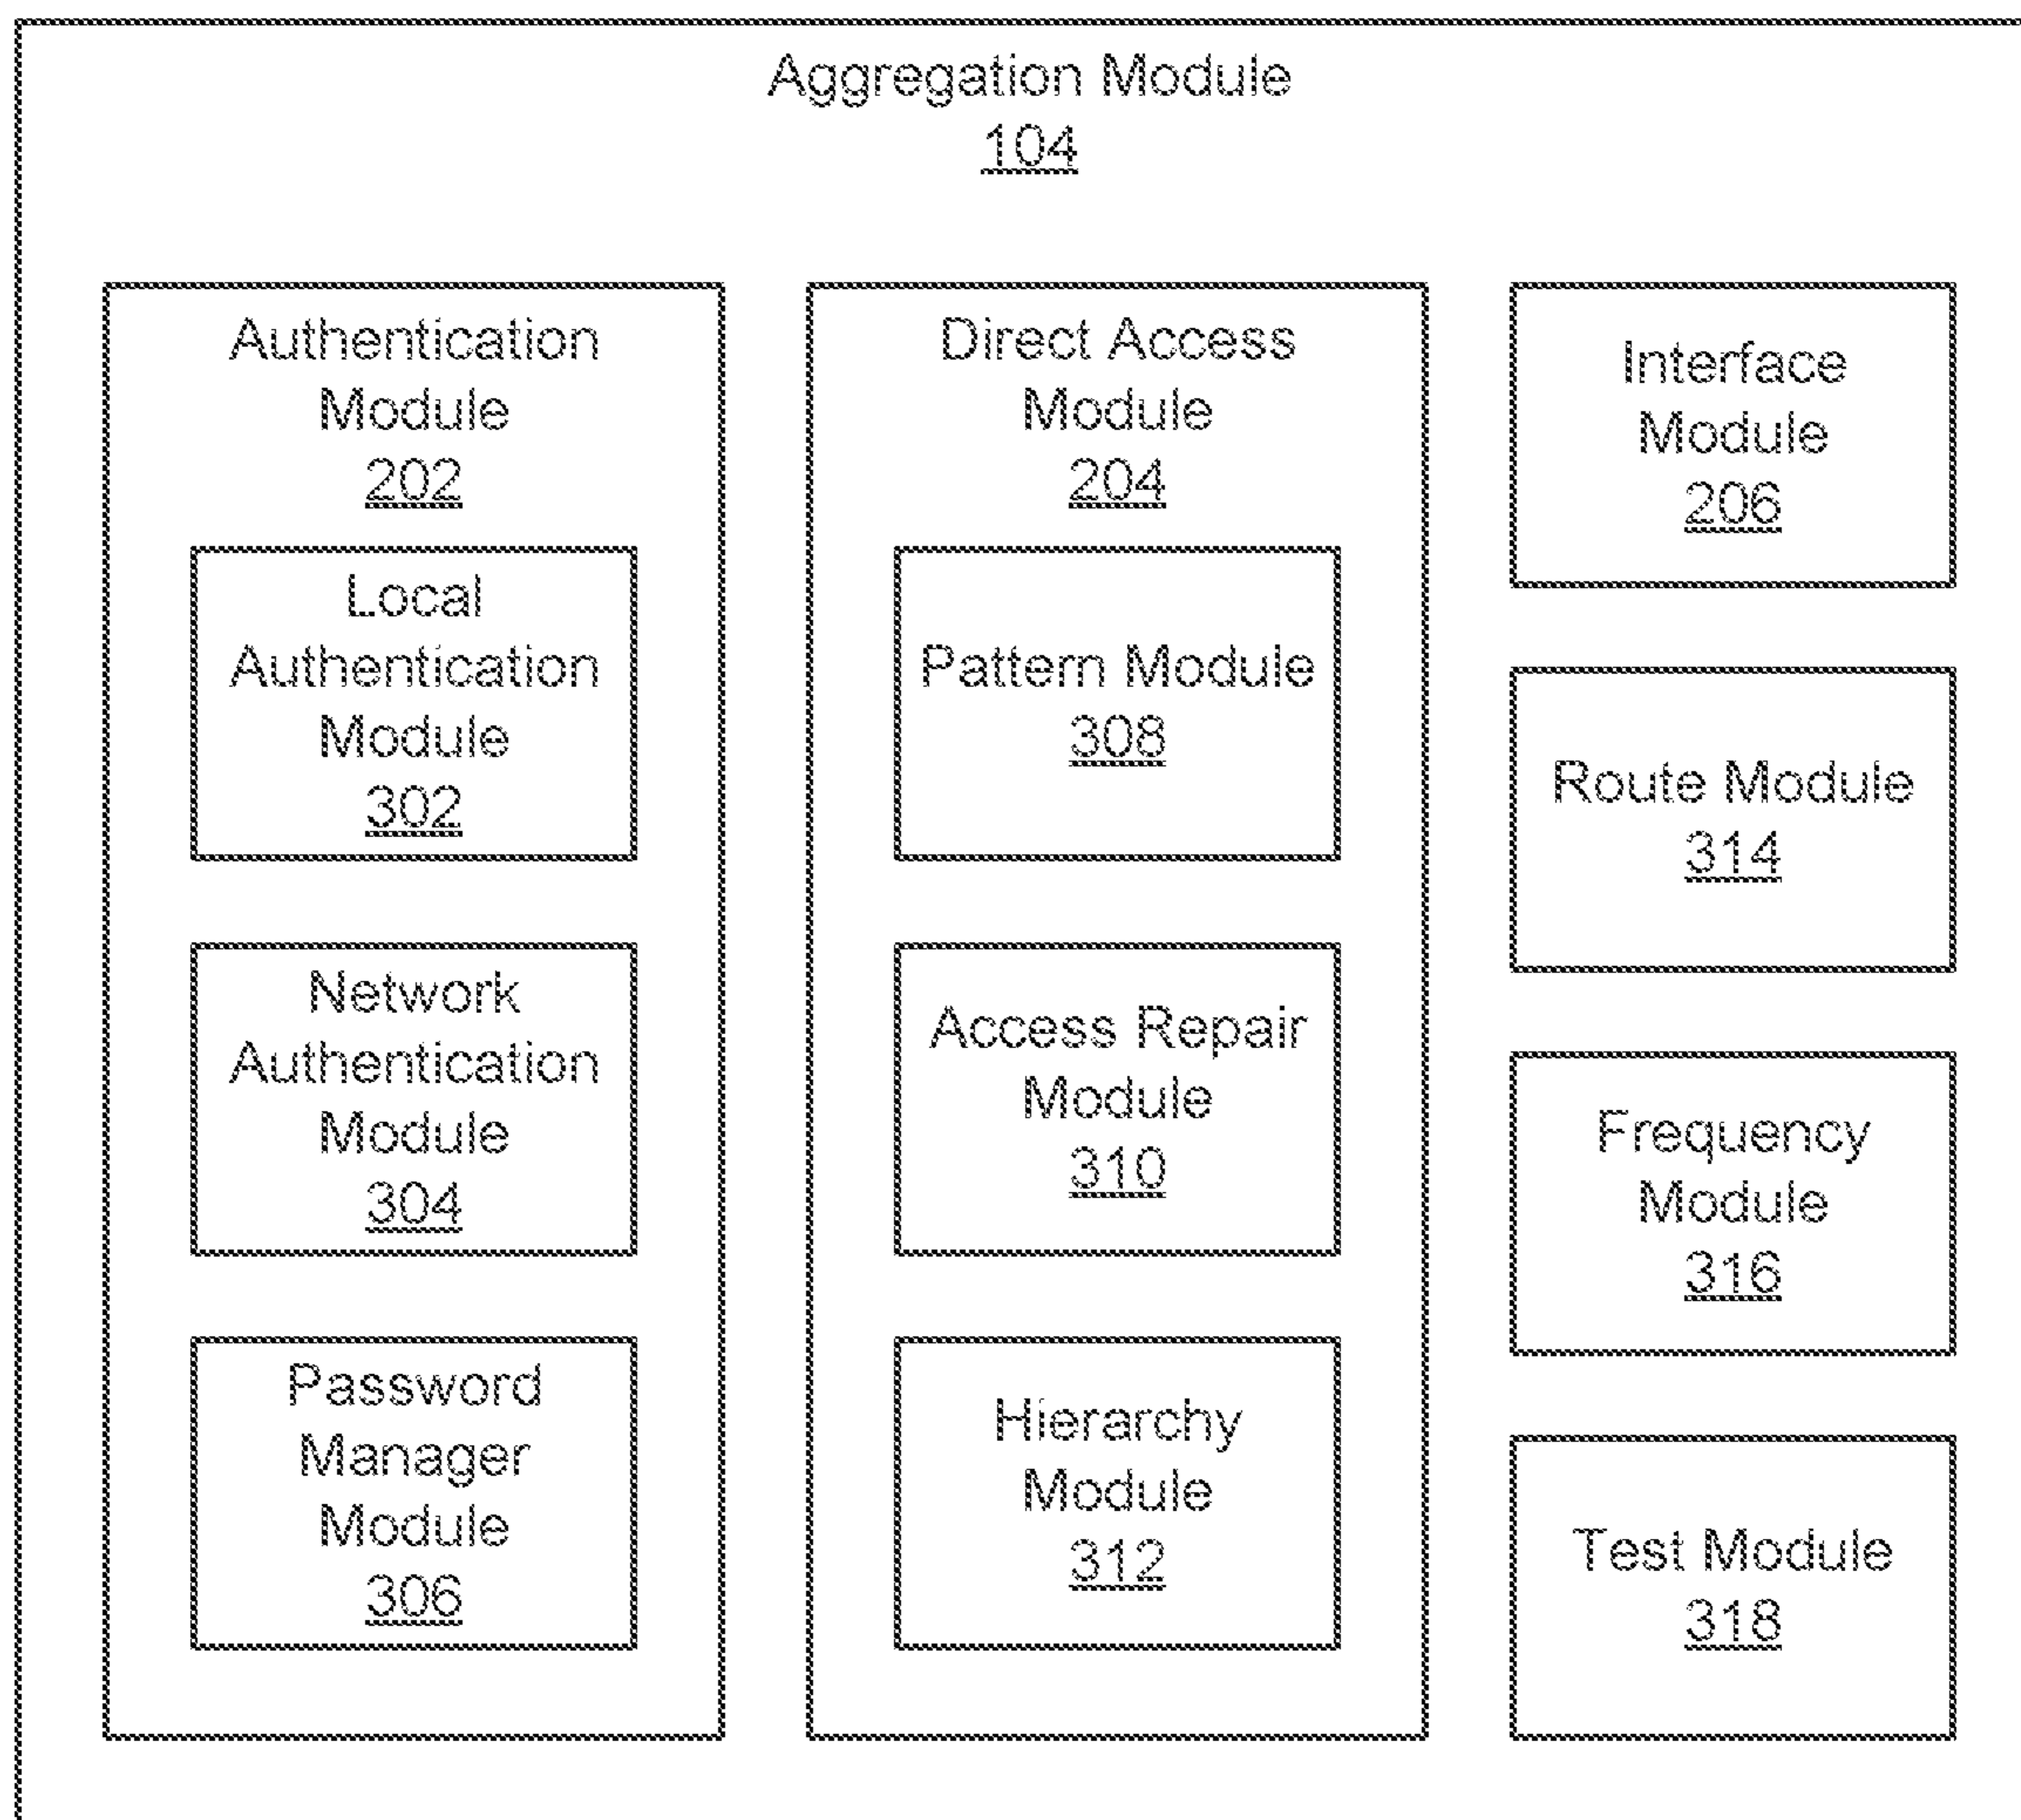 Aggregation Module
104
Authentication
Module
202
Local
Authentication
Module
302
Network
Authentication
Module
304
Password
Manager
Module
306
Direct Access
Module
204
Pattern Module
308
Access Repair
Module
310
Hierarchy
Module
312
Interface
Module
206
Route Module
314
Frequency
Module
316
Test Module
318